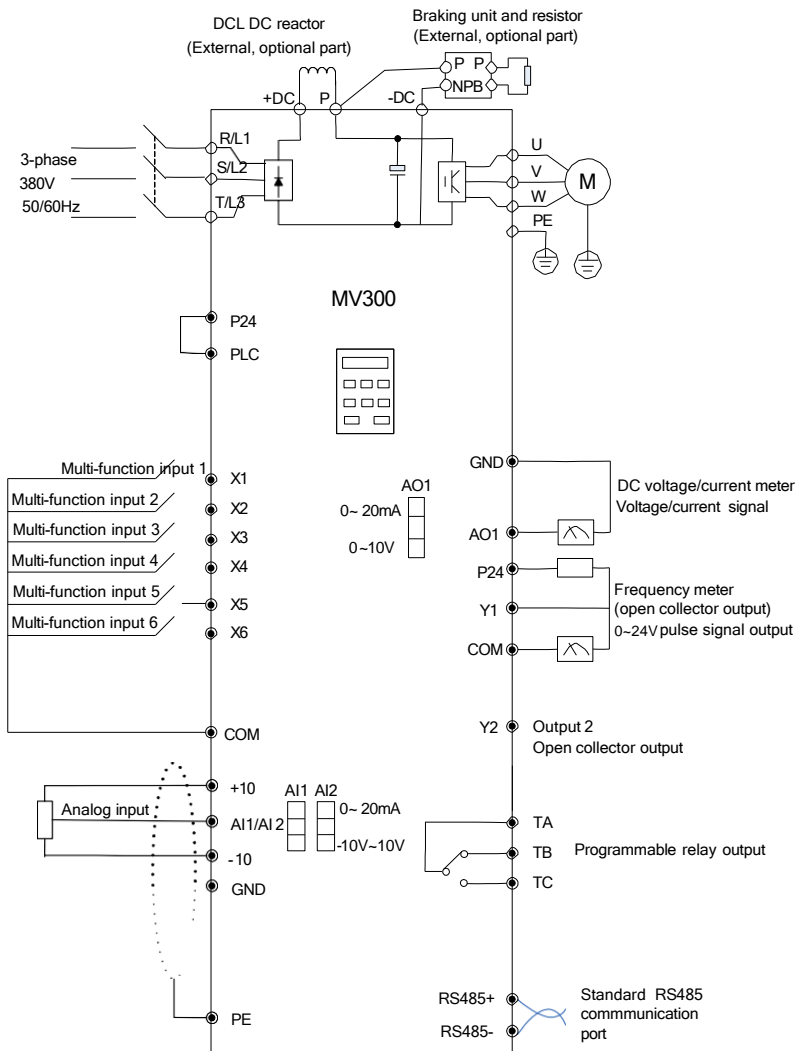 DCL DC reactor
(External, optional part)
Braking unit and resistor
(External, optional part)
P P
NPB
+DC P -DC
R/L1
S/L2
T/L3
3-phase
380V
50/60Hz
U
V
W
PE
M
MV300
P24
PLC
Multi-function input 1
Multi-function input 2
Multi-function input 3
Multi-function input 4
Multi-function input 5
Multi-function input 6
X1
X2
X3
X4
X5
X6
COM
AO1
0~ 20mA
0~10V
GND
AO1
DC voltage/current meter
Voltage/current signal
P24
Y1
COM
Frequency meter
(open collector output)
0~24V pulse signal output
Y2
Output 2
Open collector output
+10
Analog input
AI1/AI 2
-10
GND
AI1 AI2
0~ 20mA
-10V~10V
TA
TB
TC
Programmable relay output
PE
RS485+
RS485-
Standard RS485
commmunication
port